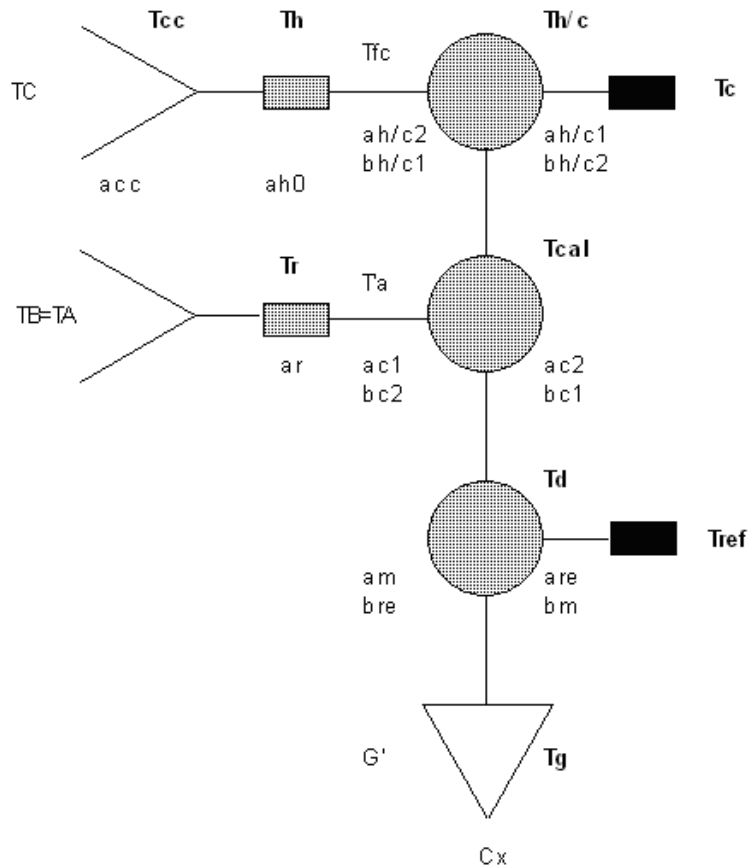 Tcc Th Th/c
Tfc
TC Tc
ah/c2 ah/c1
bh/c1 bh/c2
acc ah0
Tcal
Tr
T'a
TB=TA
ar ac1 ac2
bc2 bc1
Td
Tref
am are
bre bm
G' Tg
Cx